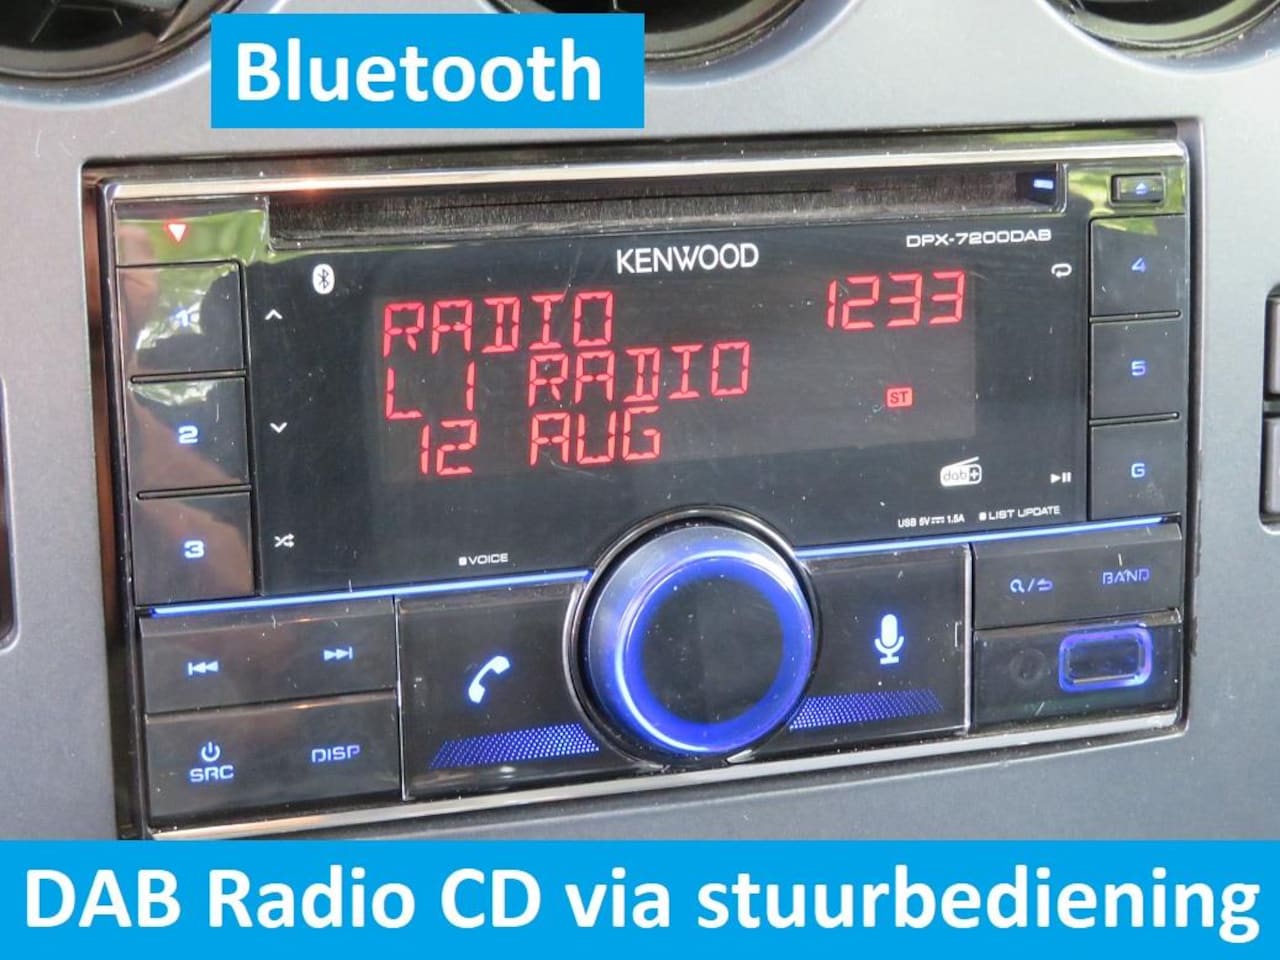 Bluetooth
DPX-7200DAB
KENWOOD
RADIO 1233
L1 RADIO
ST
12 AUG
dab+
4
5
6
2
3
USB 5V 1.5A LIST UPDATE
VOICE
BAND
SRC
DISP
DAB Radio CD via stuurbediening